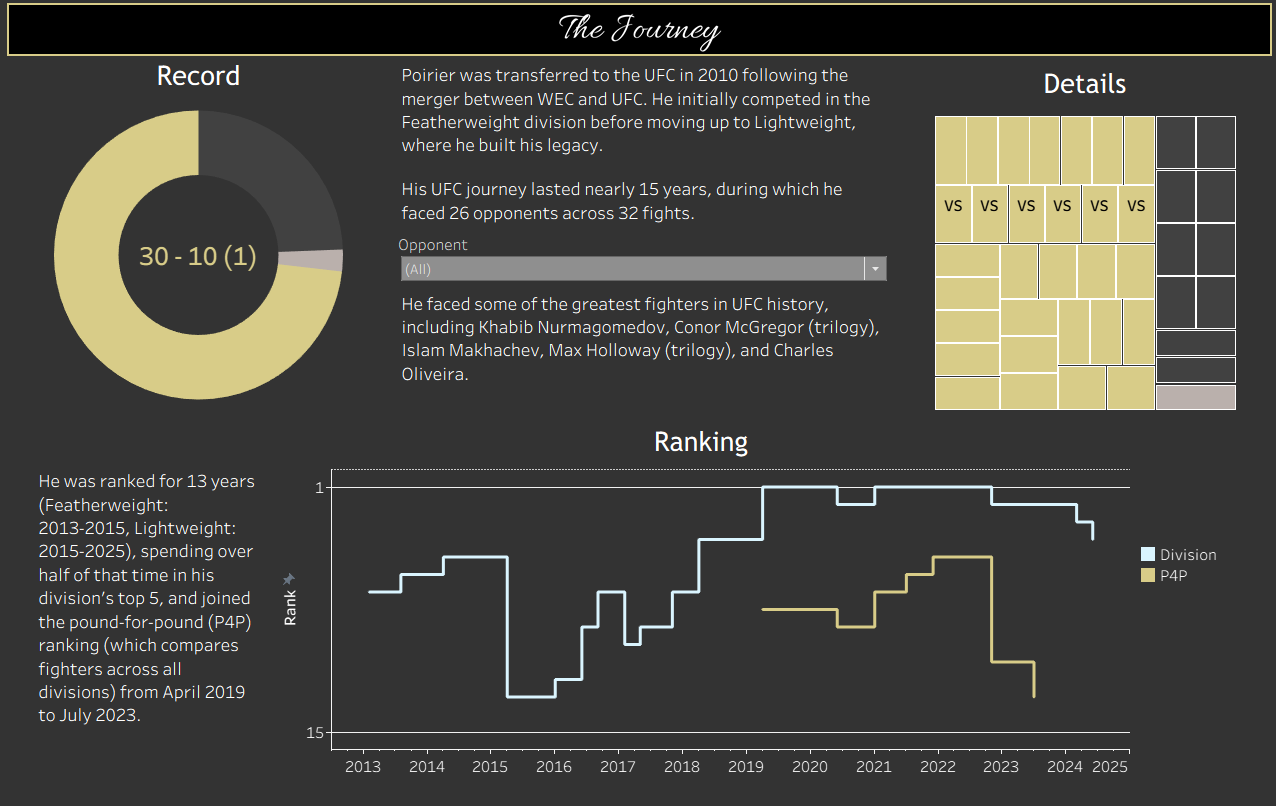 The Journey
Record
30 - 10 (1)
Poirier was transferred to the UFC in 2010 following the
merger between WEC and UFC. He initially competed in the
Featherweight division before moving up to Lightweight,
where he built his legacy.
His UFC journey lasted nearly 15 years, during which he
faced 26 opponents across 32 fights.
Opponent
(All)
He faced some of the greatest fighters in UFC history,
including Khabib Nurmagomedov, Conor McGregor (trilogy),
Islam Makhachev, Max Holloway (trilogy), and Charles
Oliveira.
Details
VS VS VS VS VS VS
He was ranked for 13 years
(Featherweight:
2013-2015, Lightweight:
2015-2025), spending over
half of that time in his
division's top 5, and joined
the pound-for-pound (P4P)
ranking (which compares
fighters across all
divisions) from April 2019
to July 2023.
Ranking
Rank
1
15
2013 2014 2015 2016 2017 2018 2019 2020 2021 2022 2023 2024 2025
Division
P4P